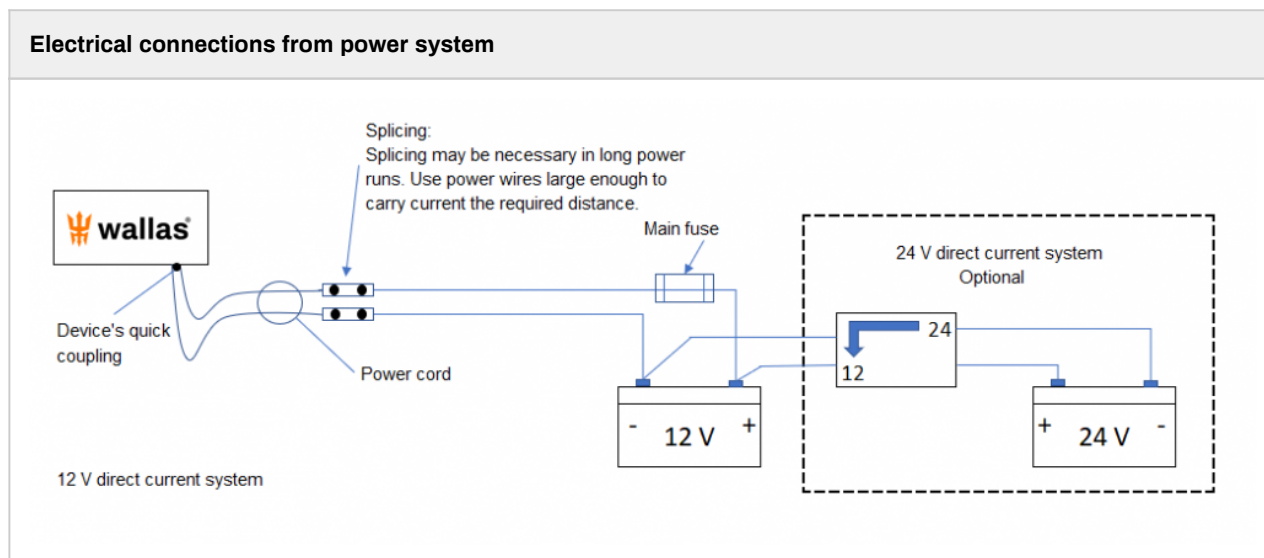 Electrical connections from power system
Splicing:
Splicing may be necessary in long power
runs. Use power wires large enough to
carry current the required distance.
wallas
Main fuse
24 V direct current system
Optional
Device's quick
coupling
Power cord
24
12
- 12 V +
+ 24 V -
12 V direct current system